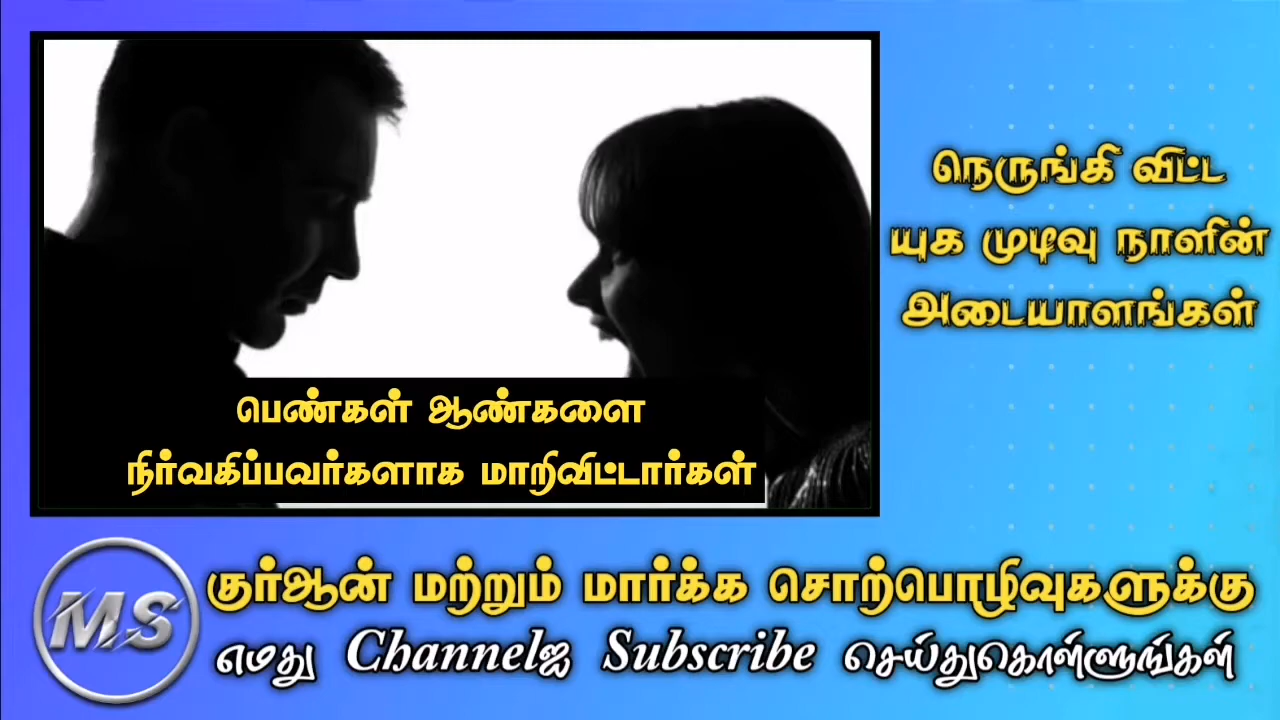 நெருங்கி விட்ட
யுக முடிவு நாளின்
அடையாளங்கள்
பெண்கள் ஆண்களை
நிர்வகிப்பவர்களாக மாறிவிட்டார்கள்
MS
குர்ஆன் மற்றும் மார்க்க சொற்பொழிவுகளுக்கு
எமது Channelஐ Subscribe செய்துகொள்ளுங்கள்